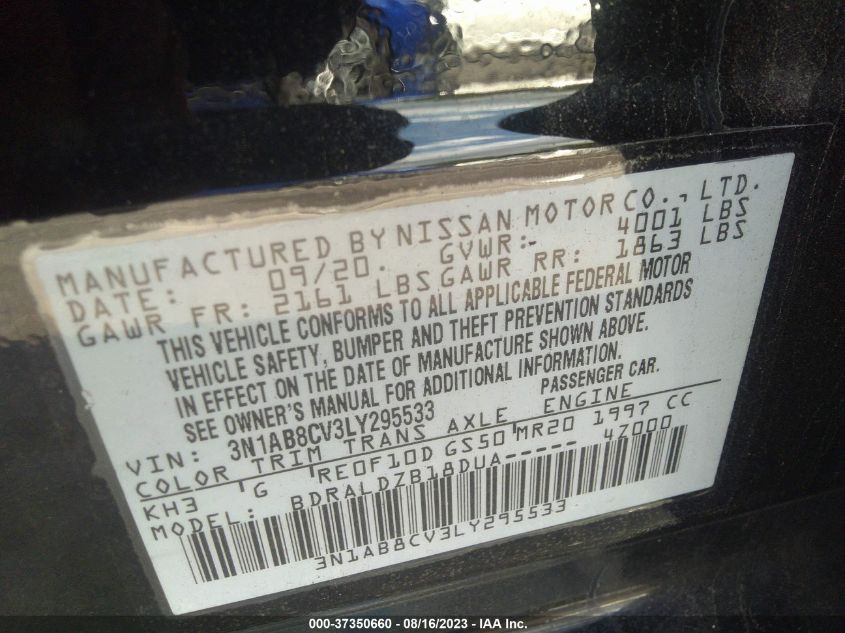 MANUFACTURED BY NISSAN MOTOR CO., LTD.
DATE: 09/20. GVWR:- 4001 LBS
GAWR FR: 2161 LBS GAWR RR: 1863 LBS
THIS VEHICLE CONFORMS TO ALL APPLICABLE FEDERAL MOTOR
VEHICLE SAFETY, BUMPER AND THEFT PREVENTION STANDARDS
IN EFFECT ON THE DATE OF MANUFACTURE SHOWN ABOVE.
SEE OWNER'S MANUAL FOR ADDITIONAL INFORMATION.
VIN: 3N1AB8CV3LY295533 PASSENGER CAR.
COLOR TRIM TRANS AXLE ENGINE
KH3 'G RE0F10D GS50 MR20 1997 CC
MODEL: BDRALDZB18DUA----- 4Z000
3N1AB8CV3LY295533
000-37350660 - 08/16/2023 - IAA Inc.